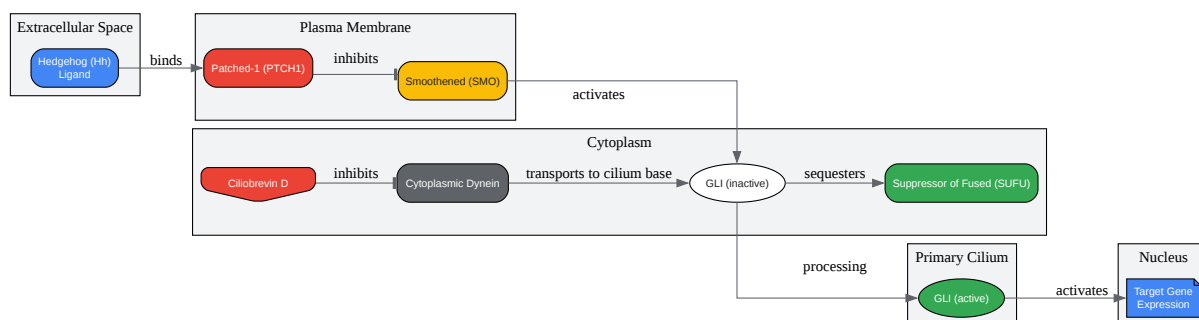 Extracellular Space
Hedgehog (Hh)
Ligand
binds
Plasma Membrane
Patched-1 (PTCH1)
inhibits
Smoothened (SMO)
activates
Cytoplasm
Ciliobrevin D
inhibits
Cytoplasmic Dynein
transports to cilium base
GLI (inactive)
sequesters
Suppressor of Fused (SUFU)
processing
Primary Cilium
GLI (active)
activates
Nucleus
Target Gene
Expression